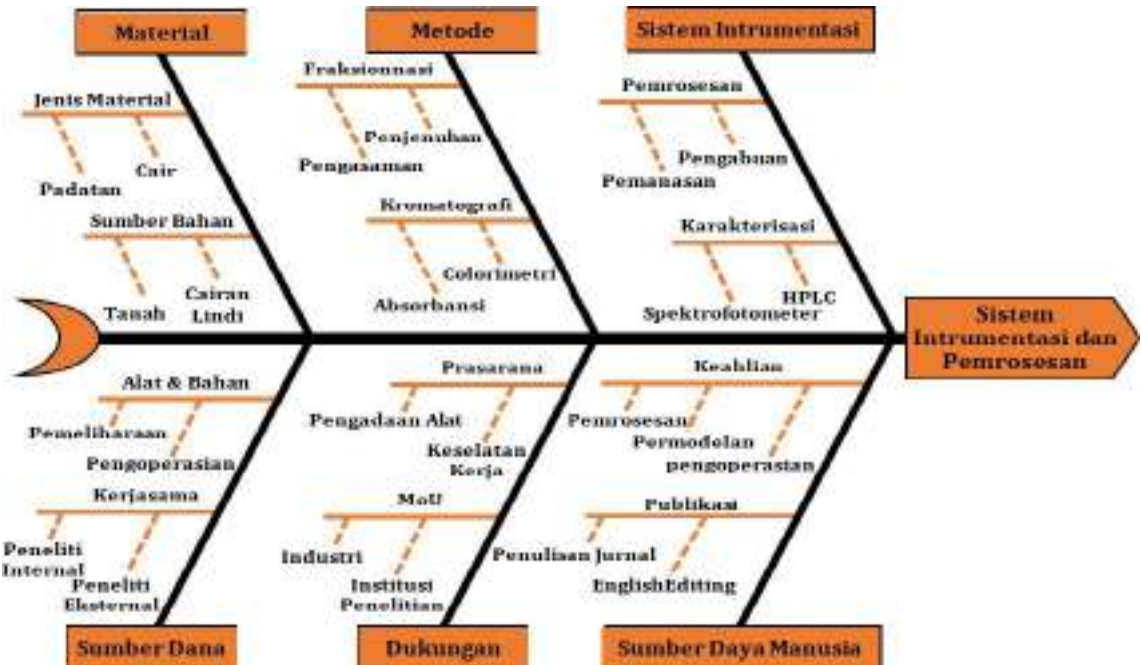 Material
Metode
Sistem Intrumentasi
Jenis Material
Padatan
Cair
Sumber Bahan
Tanah
Cairan
Lindi
Fraksionnasi
Pengasaman
Penjenuhan
Kromatografi
Absorbansi
Colorimetri
Pemrosesan
Pemanasan
Pengabuan
Karakterisasi
Spektrofotometer
HPLC
Sistem
Intrumentasi dan
Pemrosesan
Alat & Bahan
Pemeliharaan
Pengoperasian
Kerjasama
Peneliti
Internal
Peneliti
Eksternal
Prasarana
Pengadaan Alat
Keselatan
Kerja
MoU
Industri
Institusi
Penelitian
Keahlian
Pemrosesan
Permodelan
pengoperasian
Publikasi
Penulisan Jurnal
EnglishEditing
Sumber Dana
Dukungan
Sumber Daya Manusia